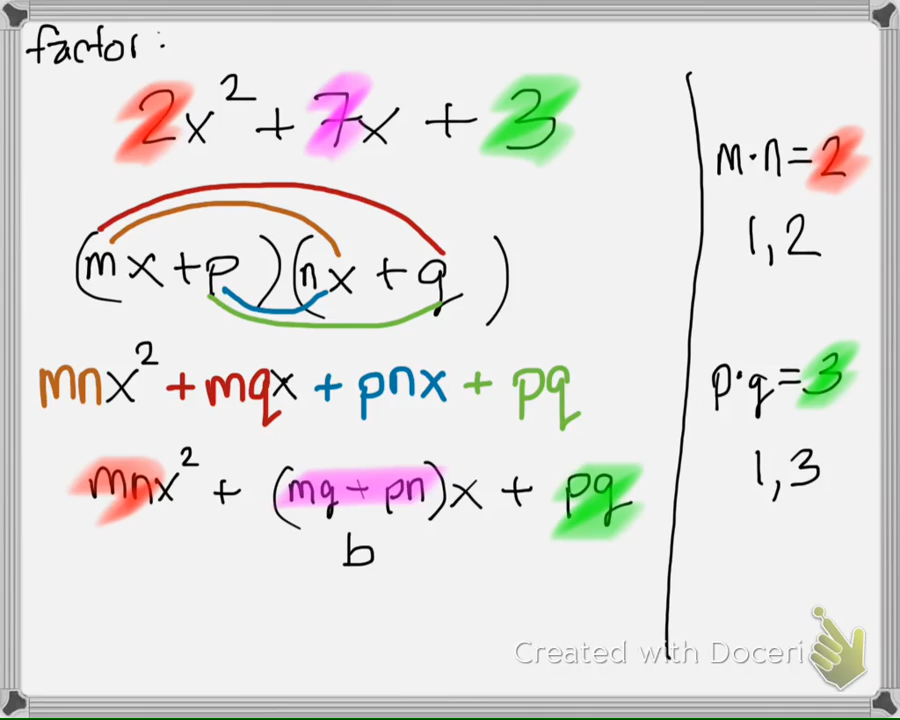 factor:
2x² + 7x + 3
(mx + p)(nx + q)
mnx² + mqx + pnx + pq
mnx² + (mq + pn)x + pq
b
m·n = 2
1, 2
p·q = 3
1, 3
Created with Doceri